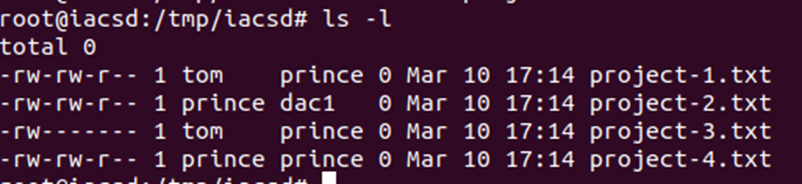 root@iacsd:/tmp/iacsd# ls -l
total 0
-rw-rw-r-- 1 tom    prince 0 Mar 10 17:14 project-1.txt
-rw-rw-r-- 1 prince dac1   0 Mar 10 17:14 project-2.txt
-rw------- 1 tom    prince 0 Mar 10 17:14 project-3.txt
-rw-rw-r-- 1 prince prince 0 Mar 10 17:14 project-4.txt
root@iacsd:/tmp/iacsd#